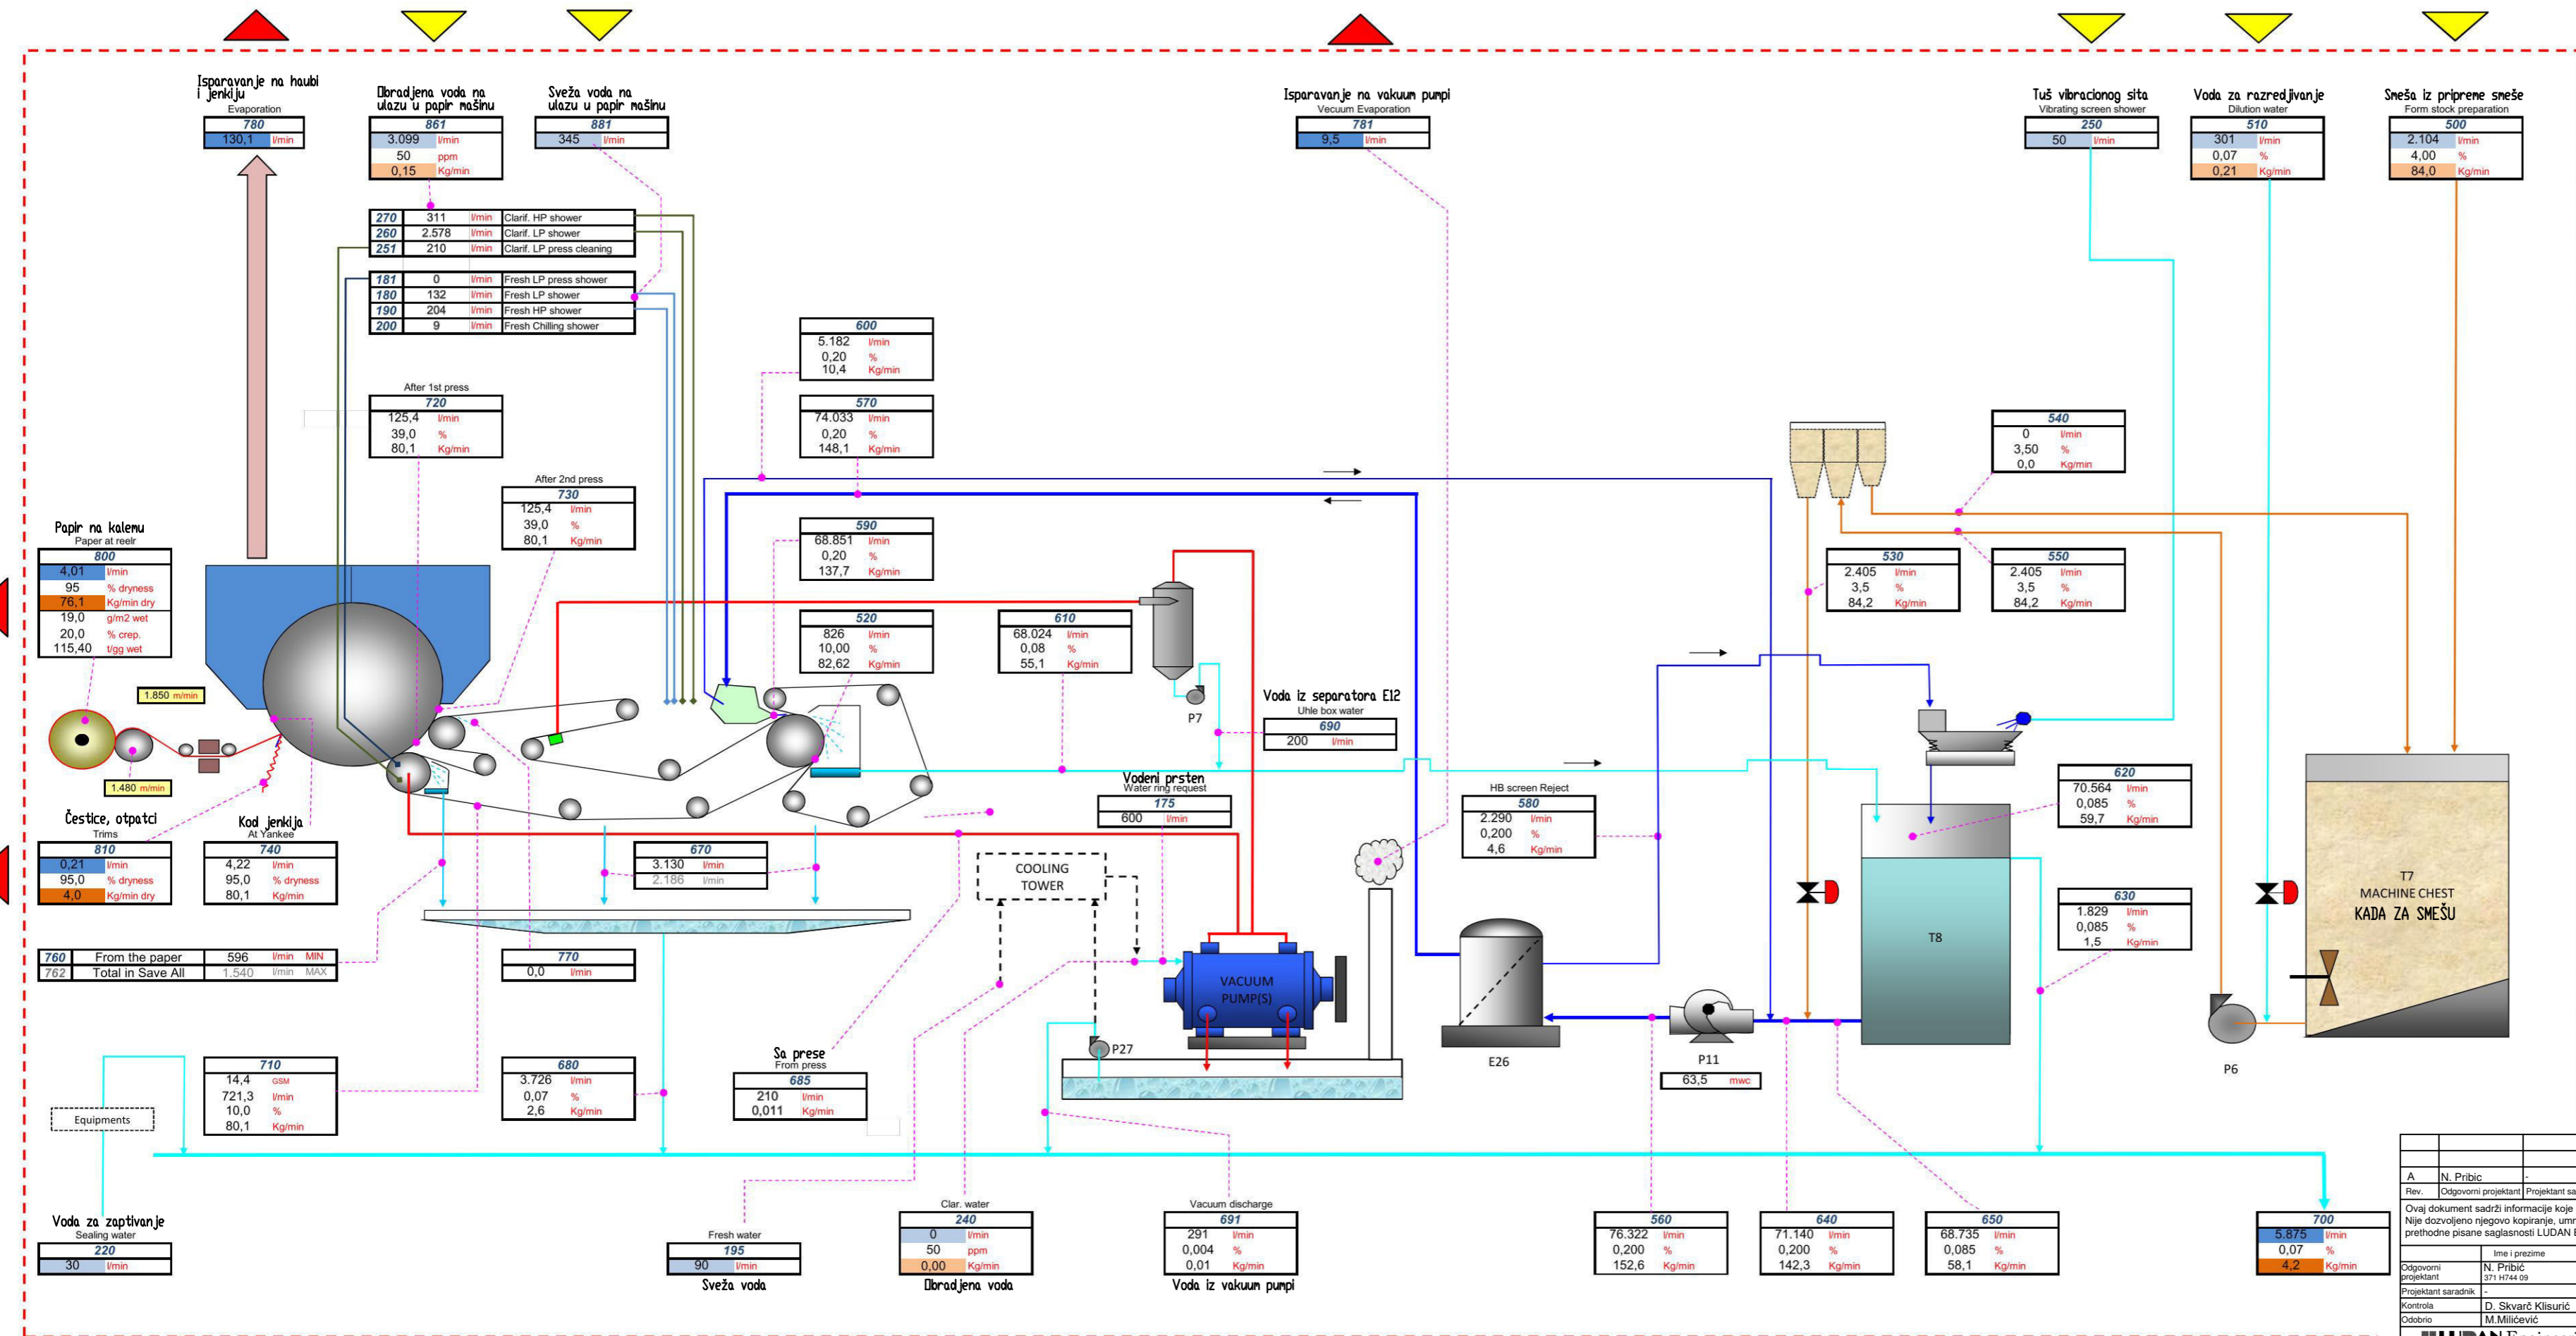 Isparavanje na haubi
i jenkiju
Evaporation
780
130,1 l/min
Obradjena voda na
ulazu u papir mašinu
861
3.099 l/min
50 ppm
0,15 Kg/min
Sveža voda na
ulazu u papir mašinu
881
345 l/min
Isparavanje na vakuum pumpi
Vecuum Evaporation
781
9,5 l/min
Tuš vibracionog sita
Vibrating screen shower
250
50 l/min
Voda za razredjivanje
Dilution water
510
301 l/min
0,07 %
0,21 Kg/min
Smeša iz pripreme smeše
Form stock preparation
500
2.104 l/min
4,00 %
84,0 Kg/min
270 311 l/min Clarif. HP shower
260 2.578 l/min Clarif. LP shower
251 210 l/min Clarif. LP press cleaning
181 0 l/min Fresh LP press shower
180 132 l/min Fresh LP shower
190 204 l/min Fresh HP shower
200 9 l/min Fresh Chilling shower
600
5.182 l/min
0,20 %
10,4 Kg/min
After 1st press
720
125,4 l/min
39,0 %
80,1 Kg/min
570
74.033 l/min
0,20 %
148,1 Kg/min
540
0 l/min
3,50 %
0,0 Kg/min
After 2nd press
730
125,4 l/min
39,0 %
80,1 Kg/min
Papir na kalemu
Paper at reelr
800
4,01 l/min
95 % dryness
76,1 Kg/min dry
19,0 g/m2 wet
20,0 % crep.
115,40 t/gg wet
590
68.851 l/min
0,20 %
137,7 Kg/min
530
2.405 l/min
3,5 %
84,2 Kg/min
550
2.405 l/min
3,5 %
84,2 Kg/min
520
826 l/min
10,00 %
82,62 Kg/min
610
68.024 l/min
0,08 %
55,1 Kg/min
1.850 m/min
P7
Voda iz separatora E12
Uhle box water
690
200 l/min
1.480 m/min
Vodeni prsten
Water ring request
175
600 l/min
HB screen Reject
580
2.290 l/min
0,200 %
4,6 Kg/min
620
70.564 l/min
0,085 %
59,7 Kg/min
Čestice, otpatci
Trims
810
0,21 l/min
95,0 % dryness
4,0 Kg/min dry
Kod jenkija
At Yankee
740
4,22 l/min
95,0 % dryness
80,1 Kg/min
670
3.130 l/min
2.186 l/min
COOLING
TOWER
T7
MACHINE CHEST
KADA ZA SMEŠU
T8
630
1.829 l/min
0,085 %
1,5 Kg/min
760 From the paper 596 l/min MIN
762 Total in Save All 1.540 l/min MAX
770
0,0 l/min
VACUUM
PUMP(S)
P27
E26
P11
63,5 mwc
P6
710
14,4 GSM
721,3 l/min
10,0 %
80,1 Kg/min
680
3.726 l/min
0,07 %
2,6 Kg/min
Sa prese
From press
685
210 l/min
0,011 Kg/min
Equipments
Voda za zaptivanje
Sealing water
220
30 l/min
Fresh water
195
90 l/min
Sveža voda
Clar. water
240
0 l/min
50 ppm
0,00 Kg/min
Obradjena voda
Vacuum discharge
691
291 l/min
0,004 %
0,01 Kg/min
Voda iz vakuum pumpi
560
76.322 l/min
0,200 %
152,6 Kg/min
640
71.140 l/min
0,200 %
142,3 Kg/min
650
68.735 l/min
0,085 %
58,1 Kg/min
700
5.875 l/min
0,07 %
4,2 Kg/min
A N. Pribic -
Rev. Odgovorni projektant Projektant sa
Ovaj dokument sadrži informacije koje
Nije dozvoljeno njegovo kopiranje, umn
prethodne pisane saglasnosti LUDAN E
Ime i prezime
Odgovorni
projektant
N. Pribić
371 H744 09
Projektant saradnik -
Kontrola D. Skvarč Klisurić
Odobrio M.Milićević